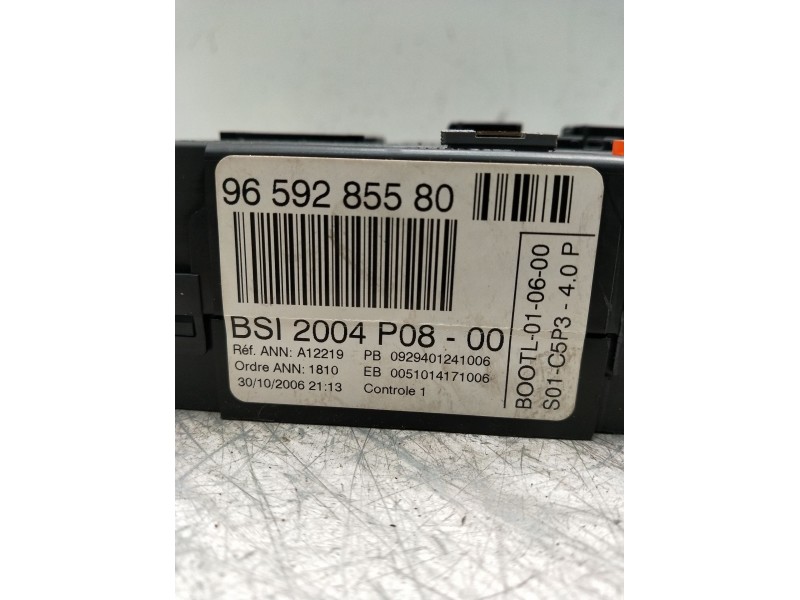 96 592 855 80
BSI 2004 P08 - 00
Réf. ANN: A12219 PB 0929401241006
Ordre ANN: 1810 EB 0051014171006
30/10/2006 21:13 Controle 1
BOOTL-01-06-00
S01-C5P3 - 4.0 P